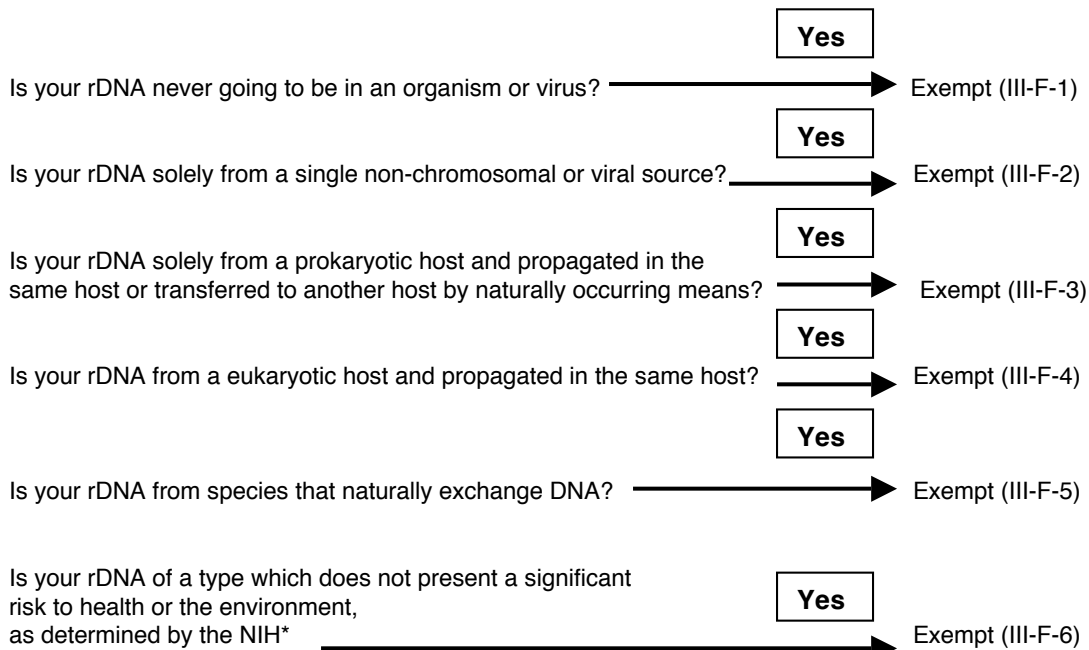 Yes
Is your rDNA never going to be in an organism or virus? Exempt (III-F-1)
Yes
Is your rDNA solely from a single non-chromosomal or viral source? Exempt (III-F-2)
Yes
Is your rDNA solely from a prokaryotic host and propagated in the
same host or transferred to another host by naturally occurring means? Exempt (III-F-3)
Yes
Is your rDNA from a eukaryotic host and propagated in the same host? Exempt (III-F-4)
Yes
Is your rDNA from species that naturally exchange DNA? Exempt (III-F-5)
Is your rDNA of a type which does not present a significant
risk to health or the environment,
Yes
as determined by the NIH* Exempt (III-F-6)